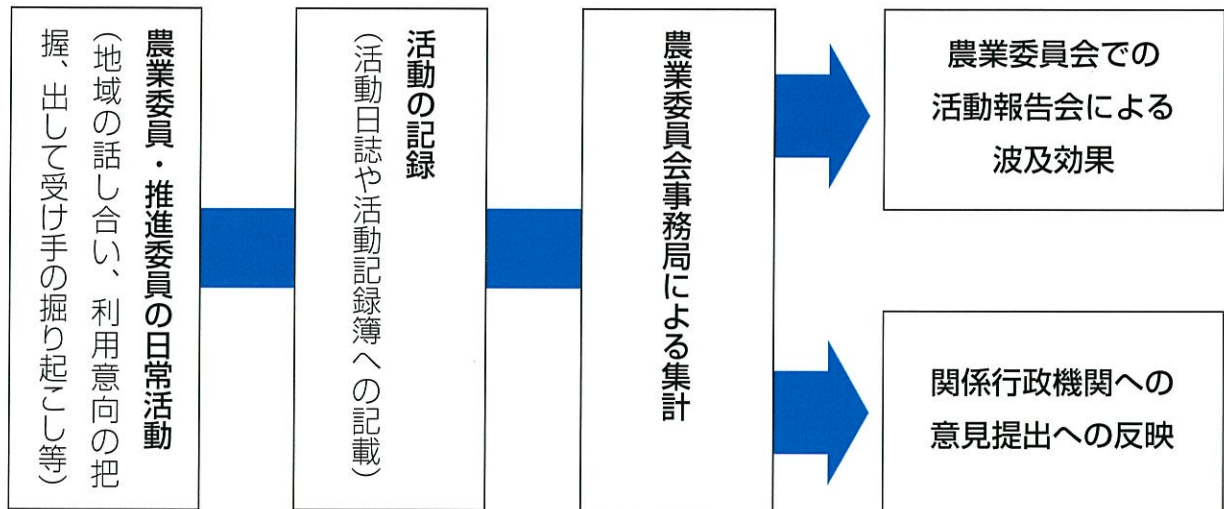 農業委員・推進委員の日常活動
(地域の話し合い、利用意向の把
握、出して受け手の掘り起こし等)
活動の記録
(活動日誌や活動記録簿への記載)
農業委員会事務局による集計
農業委員会での
活動報告会による
波及効果
関係行政機関への
意見提出への反映